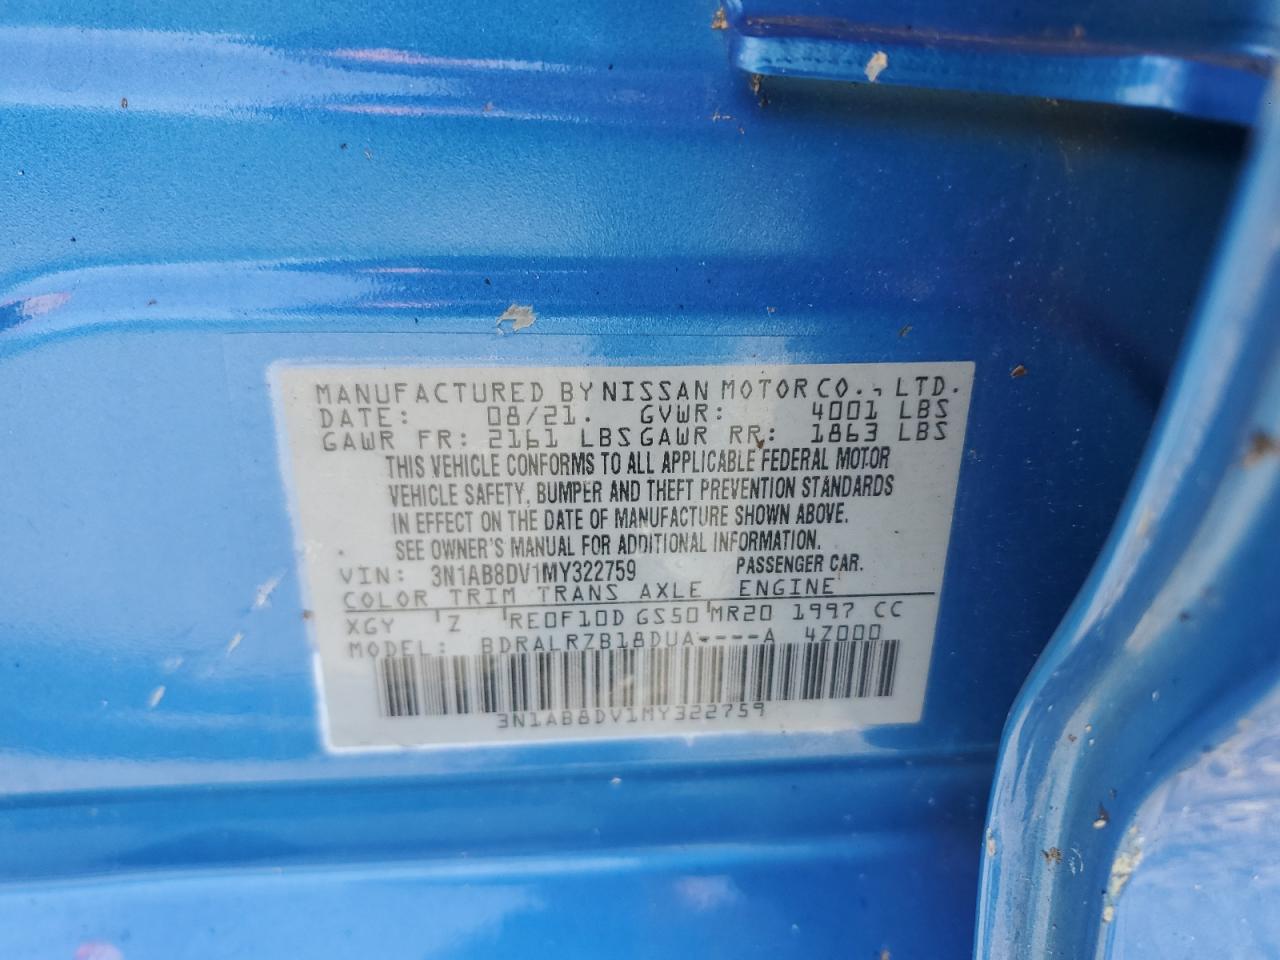 MANUFACTURED BY NISSAN MOTOR CO., LTD.
DATE: 08/21. GVWR: 4001 LBS
GAWR FR: 2161 LBS GAWR RR: 1863 LBS
THIS VEHICLE CONFORMS TO ALL APPLICABLE FEDERAL MOTOR
VEHICLE SAFETY, BUMPER AND THEFT PREVENTION STANDARDS
IN EFFECT ON THE DATE OF MANUFACTURE SHOWN ABOVE.
SEE OWNER'S MANUAL FOR ADDITIONAL INFORMATION.
VIN: 3N1AB8DV1MY322759 PASSENGER CAR.
COLOR TRIM TRANS AXLE ENGINE
XGY Z RE0F10D GS50 MR20 1997 CC
MODEL: BDRALRZB18DUA----A 4Z000
3N1AB8DV1MY322759